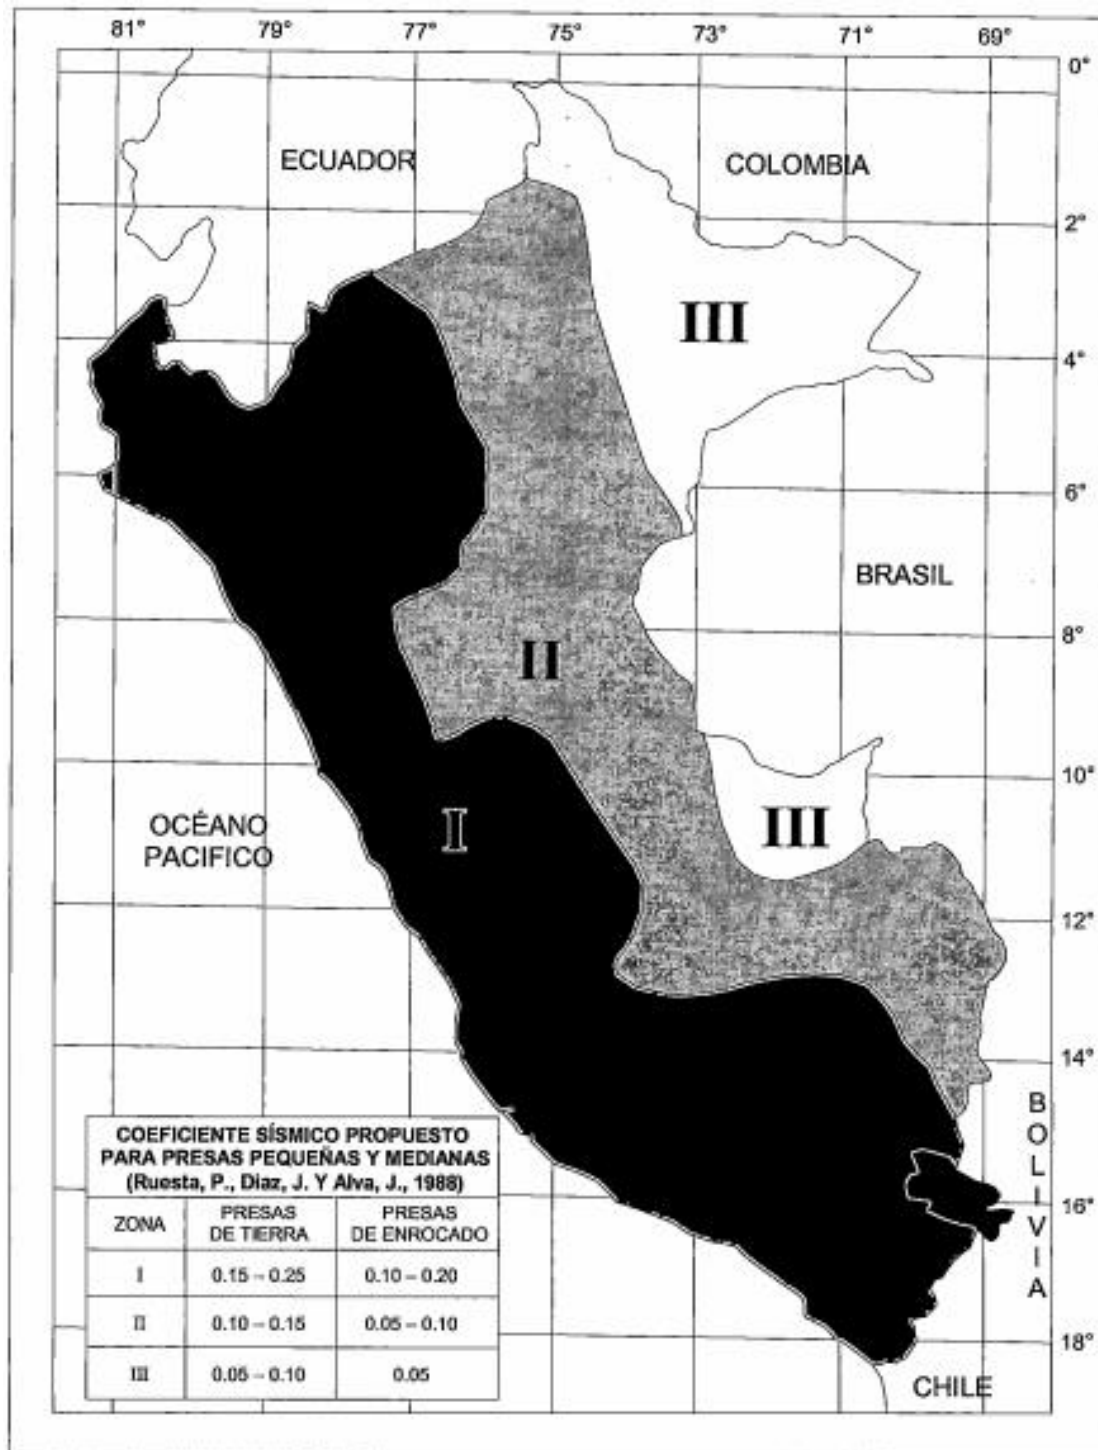 81° 79° 77° 75° 73° 71° 69°
0°
ECUADOR
COLOMBIA
2°
III
4°
6°
BRASIL
8°
II
10°
OCÉANO
PACIFICO
I
III
12°
14°
BOLIVIA
16°
18°
CHILE
COEFICIENTE SÍSMICO PROPUESTO
PARA PRESAS PEQUEÑAS Y MEDIANAS
(Ruesta, P., Diaz, J. Y Alva, J., 1988)
ZONA PRESAS DE TIERRA PRESAS DE ENROCADO
I 0.15 – 0.25 0.10 – 0.20
II 0.10 – 0.15 0.05 – 0.10
III 0.05 – 0.10 0.05